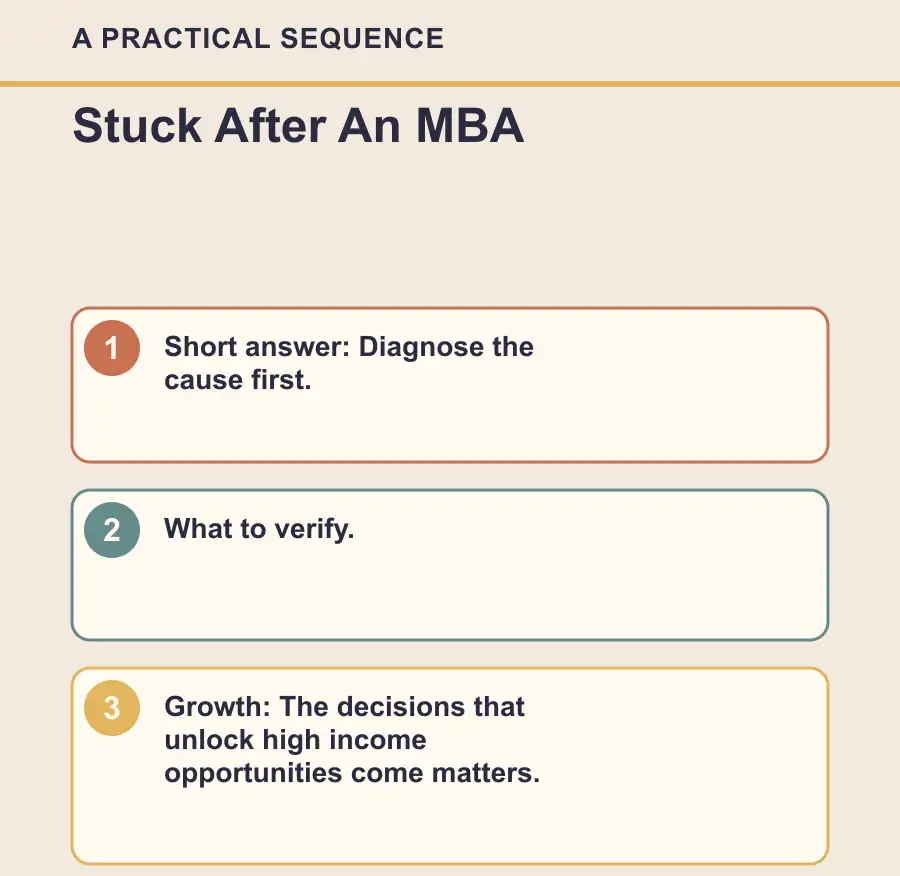 A PRACTICAL SEQUENCE
Stuck After An MBA
1
Short answer: Diagnose the
cause first.
2
What to verify.
3
Growth: The decisions that
unlock high income
opportunities come matters.